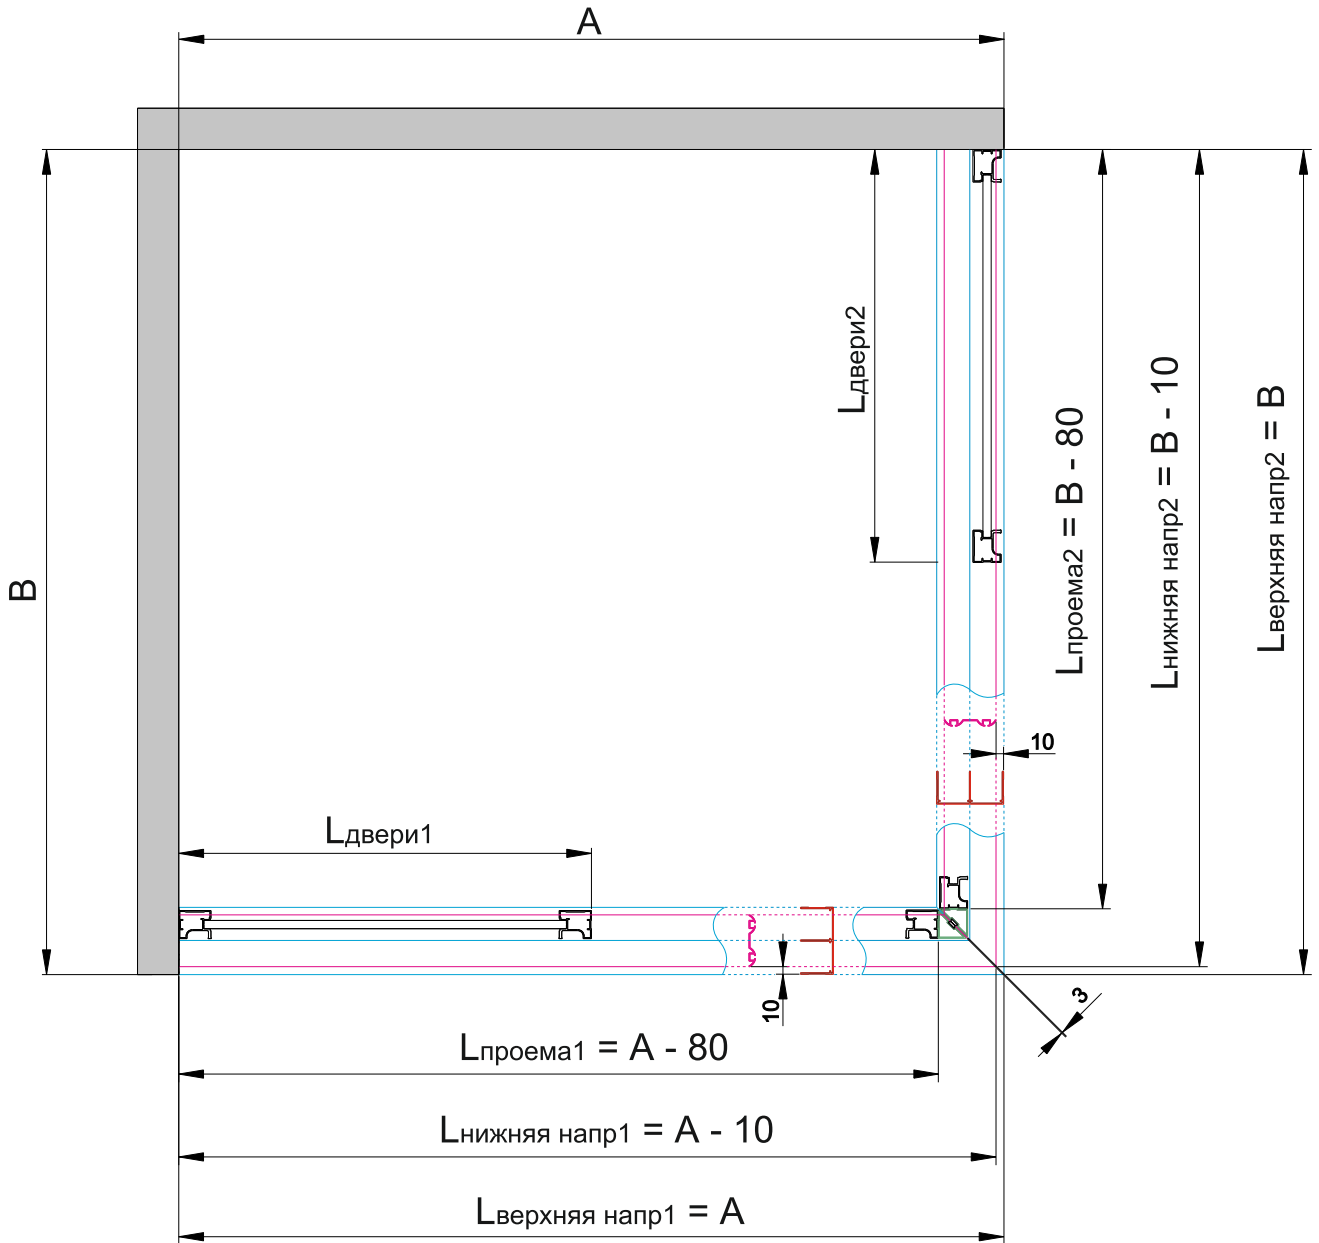 A
B
Lдвери2
Lпроема2 = B - 80
Lнижняя напр2 = B - 10
Lверхняя напр2 = B
10
Lдвери1
10
3
Lпроема1 = A - 80
Lнижняя напр1 = A - 10
Lверхняя напр1 = A